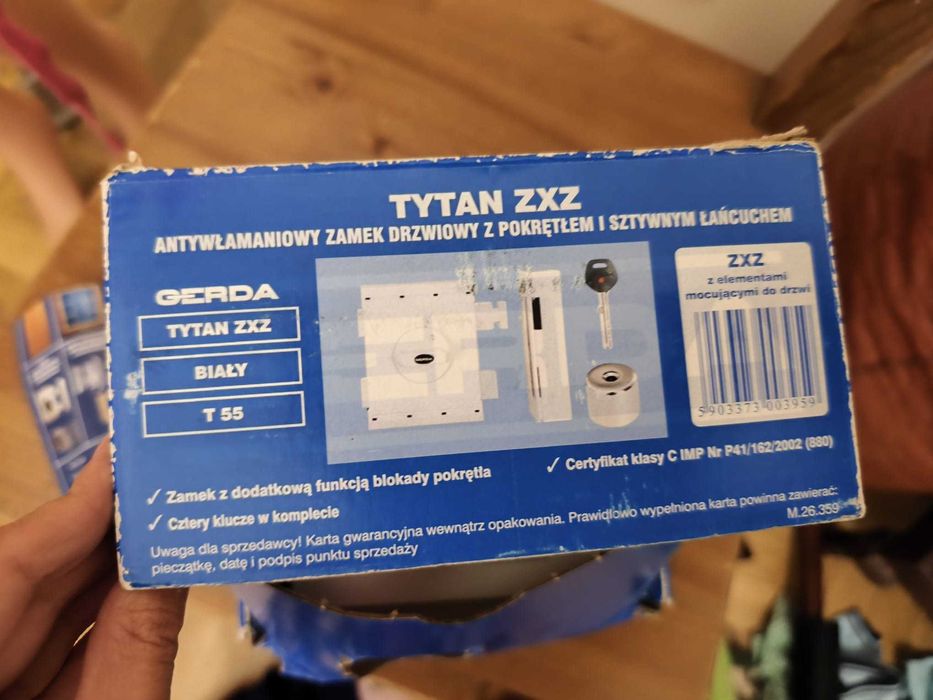 TYTAN ZXZ
ANTYWŁAMANIOWY ZAMEK DRZWIOWY Z POKRĘTŁEM I SZTYWNYM ŁAŃCUCHEM
GERDA
TYTAN ZXZ
BIAŁY
T 55
ZXZ
z elementami
mocującymi do drzwi
5903373 003959
✓ Zamek z dodatkową funkcją blokady pokrętła
✓ Cztery klucze w komplecie
✓ Certyfikat klasy C IMP Nr P41/162/2002 (880)
Uwaga dla sprzedawcy! Karta gwarancyjna wewnątrz opakowania. Prawidłowo wypełniona karta powinna zawierać:
pieczątkę, datę i podpis punktu sprzedaży
M.26.359